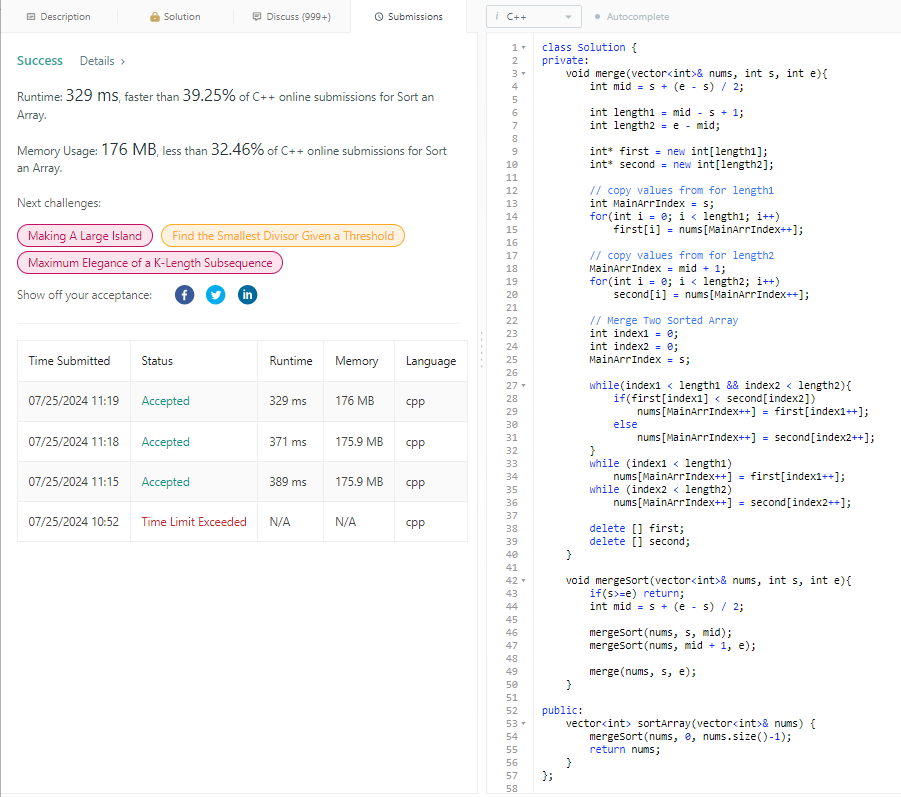 Description Solution Discuss (999+) Submissions
Success Details ›
Runtime: 329 ms, faster than 39.25% of C++ online submissions for Sort an
Array.
Memory Usage: 176 MB, less than 32.46% of C++ online submissions for Sort
an Array.
Next challenges:
Making A Large Island Find the Smallest Divisor Given a Threshold
Maximum Elegance of a K-Length Subsequence
Show off your acceptance: f in
Time Submitted Status Runtime Memory Language
07/25/2024 11:19 Accepted 329 ms 176 MB cpp
07/25/2024 11:18 Accepted 371 ms 175.9 MB cpp
07/25/2024 11:15 Accepted 389 ms 175.9 MB cpp
07/25/2024 10:52 Time Limit Exceeded N/A N/A cpp
i C++ Autocomplete
1 class Solution {
2 private:
3 void merge(vector<int>& nums, int s, int e){
4 int mid = s + (e - s) / 2;
5
6 int length1 = mid - s + 1;
7 int length2 = e - mid;
8
9 int* first = new int[length1];
10 int* second = new int[length2];
11
12 // copy values from for length1
13 int MainArrIndex = s;
14 for(int i = 0; i < length1; i++)
15 first[i] = nums[MainArrIndex++];
16
17 // copy values from for length2
18 MainArrIndex = mid + 1;
19 for(int i = 0; i < length2; i++)
20 second[i] = nums[MainArrIndex++];
21
22 // Merge Two Sorted Array
23 int index1 = 0;
24 int index2 = 0;
25 MainArrIndex = s;
26
27 while(index1 < length1 && index2 < length2){
28 if(first[index1] < second[index2])
29 nums[MainArrIndex++] = first[index1++];
30 else
31 nums[MainArrIndex++] = second[index2++];
32 }
33 while (index1 < length1)
34 nums[MainArrIndex++] = first[index1++];
35 while (index2 < length2)
36 nums[MainArrIndex++] = second[index2++];
37
38 delete [] first;
39 delete [] second;
40 }
41
42 void mergeSort(vector<int>& nums, int s, int e){
43 if(s>=e) return;
44 int mid = s + (e - s) / 2;
45
46 mergeSort(nums, s, mid);
47 mergeSort(nums, mid + 1, e);
48
49 merge(nums, s, e);
50 }
51
52 public:
53 vector<int> sortArray(vector<int>& nums) {
54 mergeSort(nums, 0, nums.size()-1);
55 return nums;
56 }
57 };
58